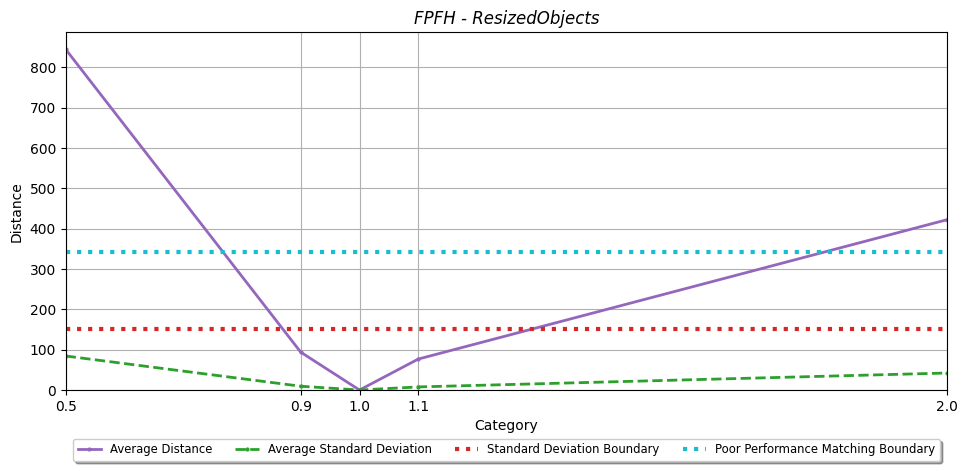 FPFH - ResizedObjects
Distance
800
700
600
500
400
300
200
100
0
0.5
0.9
1.0
1.1
2.0
Category
Average Distance
Average Standard Deviation
Standard Deviation Boundary
Poor Performance Matching Boundary